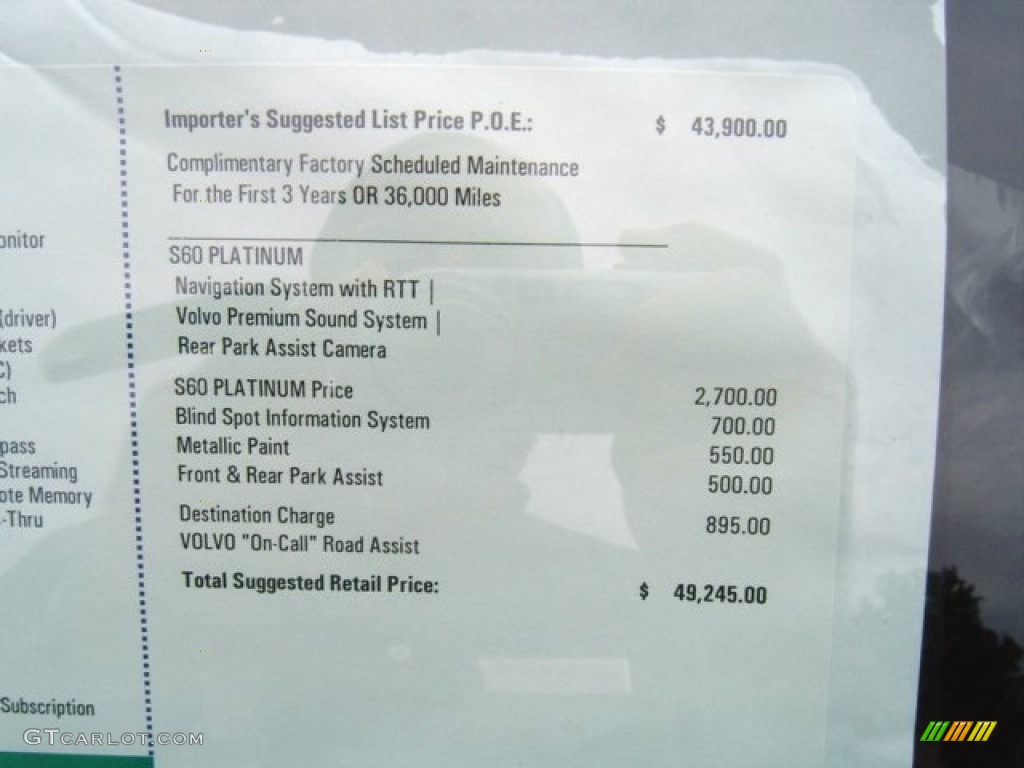 Importer's Suggested List Price P.O.E.: $ 43,900.00
Complimentary Factory Scheduled Maintenance
For the First 3 Years OR 36,000 Miles
S60 PLATINUM
Navigation System with RTT |
Volvo Premium Sound System |
Rear Park Assist Camera
S60 PLATINUM Price 2,700.00
Blind Spot Information System 700.00
Metallic Paint 550.00
Front & Rear Park Assist 500.00
Destination Charge 895.00
VOLVO "On-Call" Road Assist
Total Suggested Retail Price: $ 49,245.00
onitor
(driver)
kets
C)
ch
pass
Streaming
ote Memory
-Thru
Subscription
GTCARLOT.COM